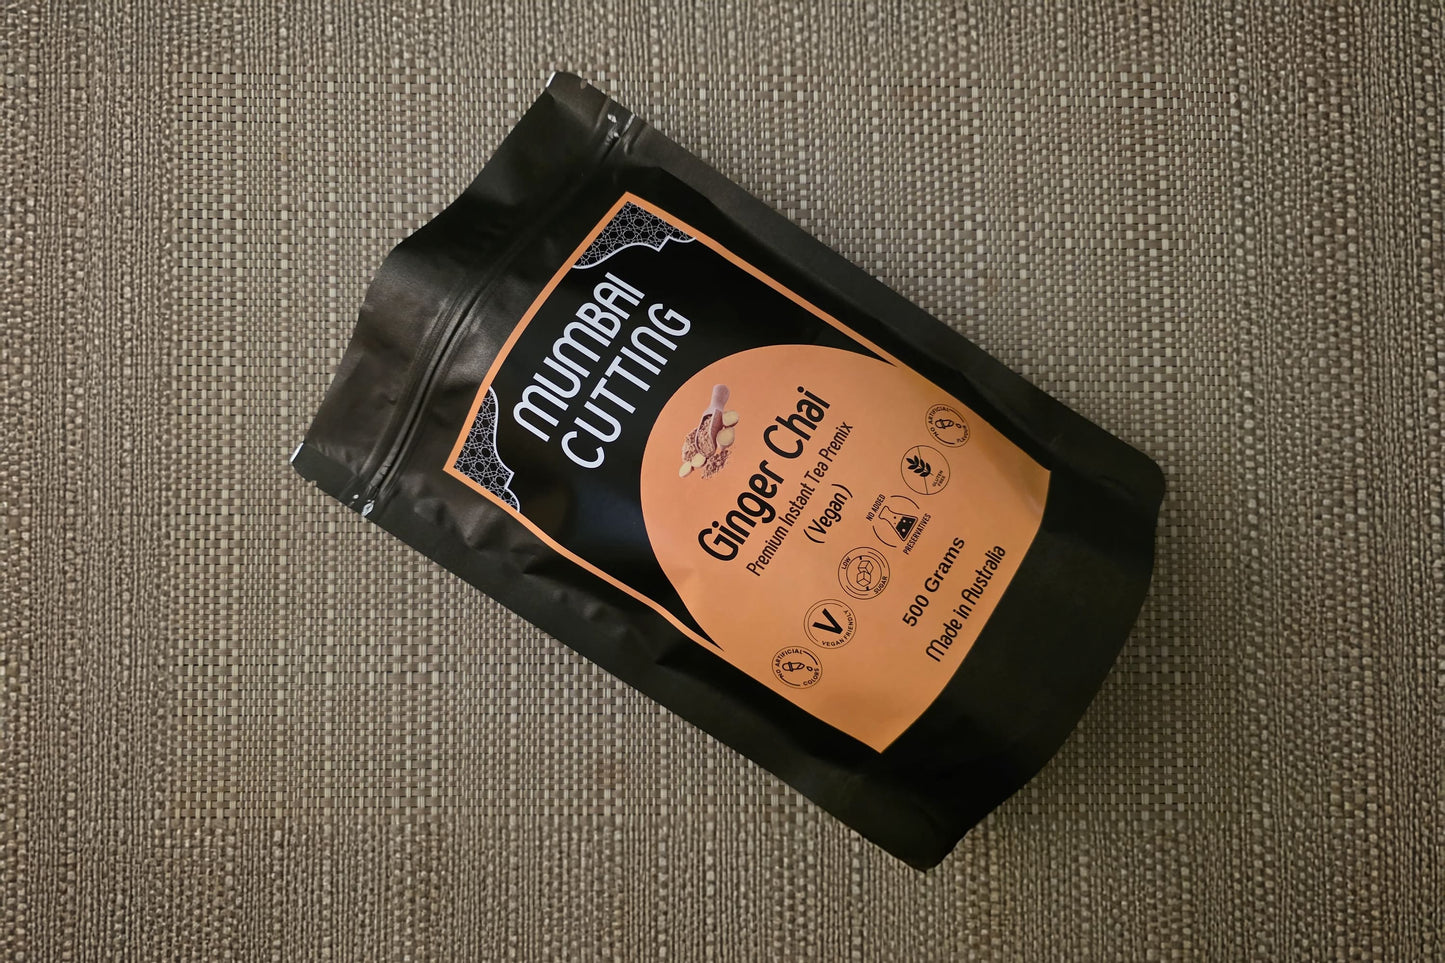 MUMBAI
CUTTING
Ginger Chai
Premium Instant Tea Premix
(Vegan)
NO ARTIFICIAL
COLORS
V
VEGAN FRIENDLY
LOW
SUGAR
NO ADDED
PRESERVATIVES
GLUTEN
FREE
NO ARTIFICIAL
500 Grams
Made in Australia